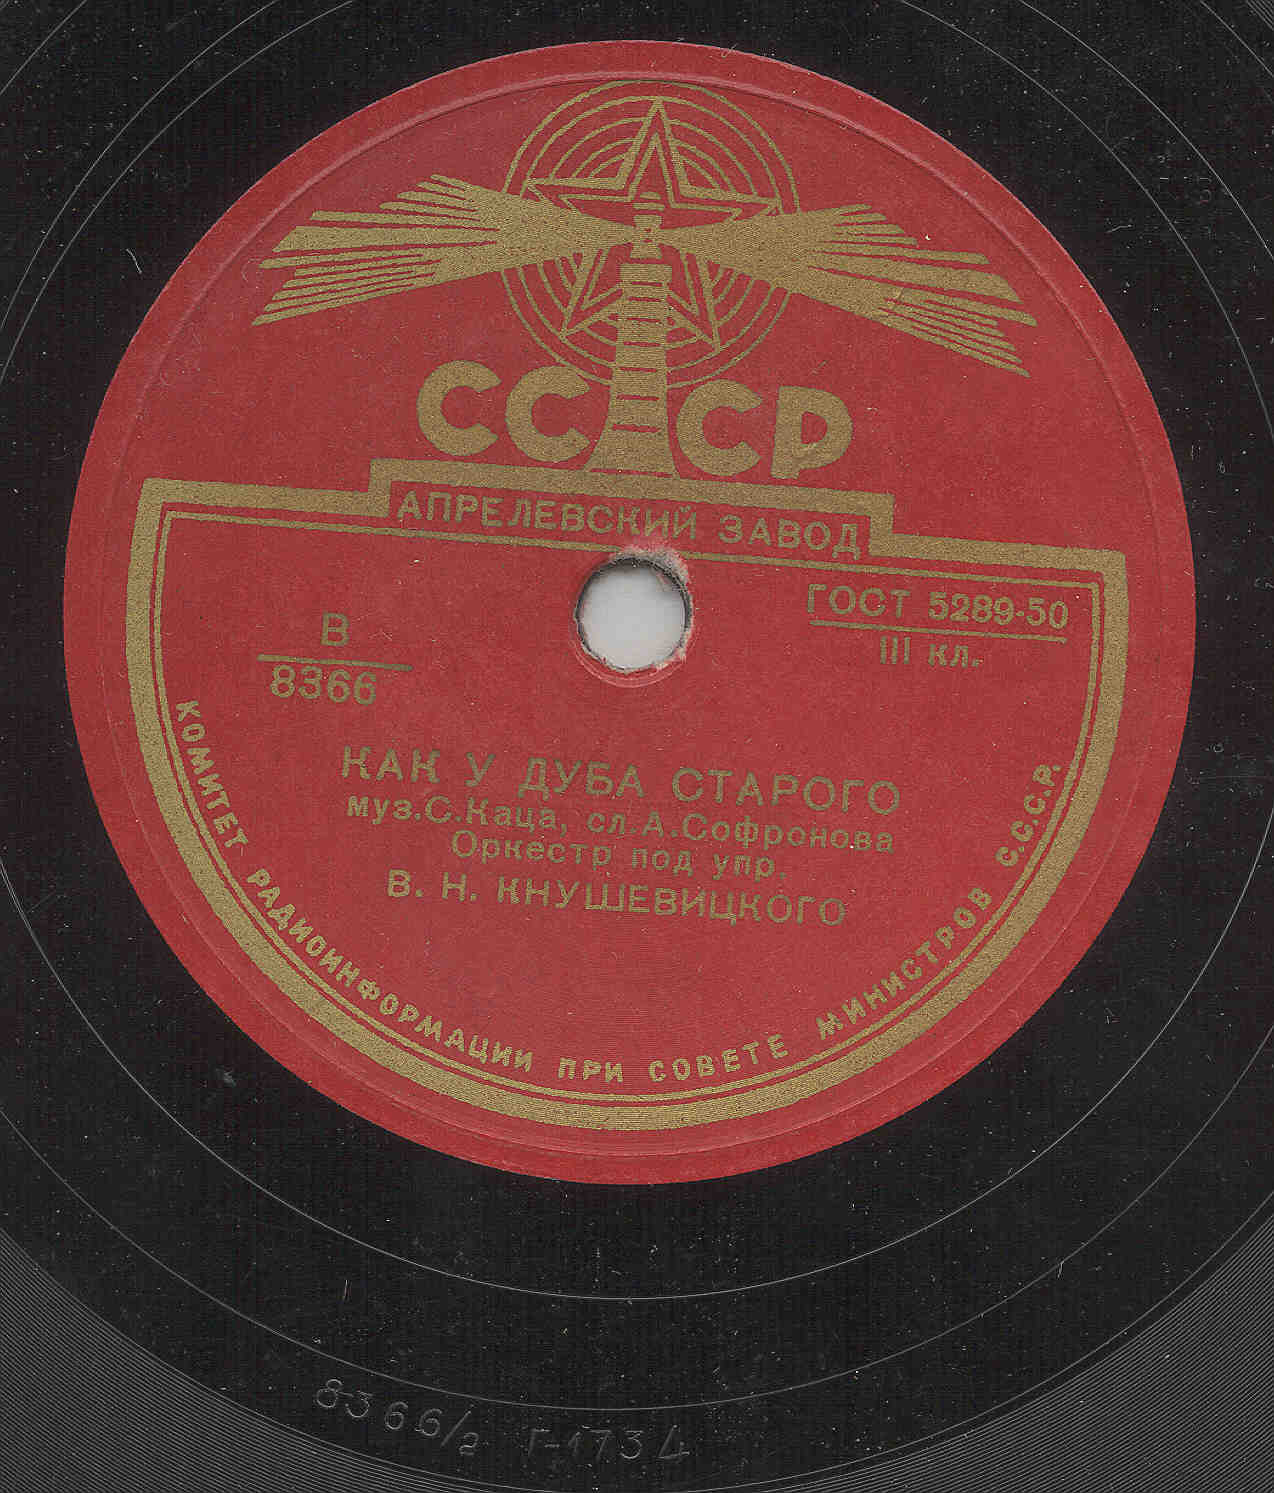 СССР
АПРЕЛЕВСКИЙ ЗАВОД
ГОСТ 5289-50
III кл.
В
8366
КАК У ДУБА СТАРОГО
муз.С.Каца, сл.А.Софронова
Оркестр под упр.
В. Н. КНУШЕВИЦКОГО
КОМИТЕТ РАДИОИНФОРМАЦИИ ПРИ СОВЕТЕ МИНИСТРОВ С.С.С.Р.
8366/2 Г-1734